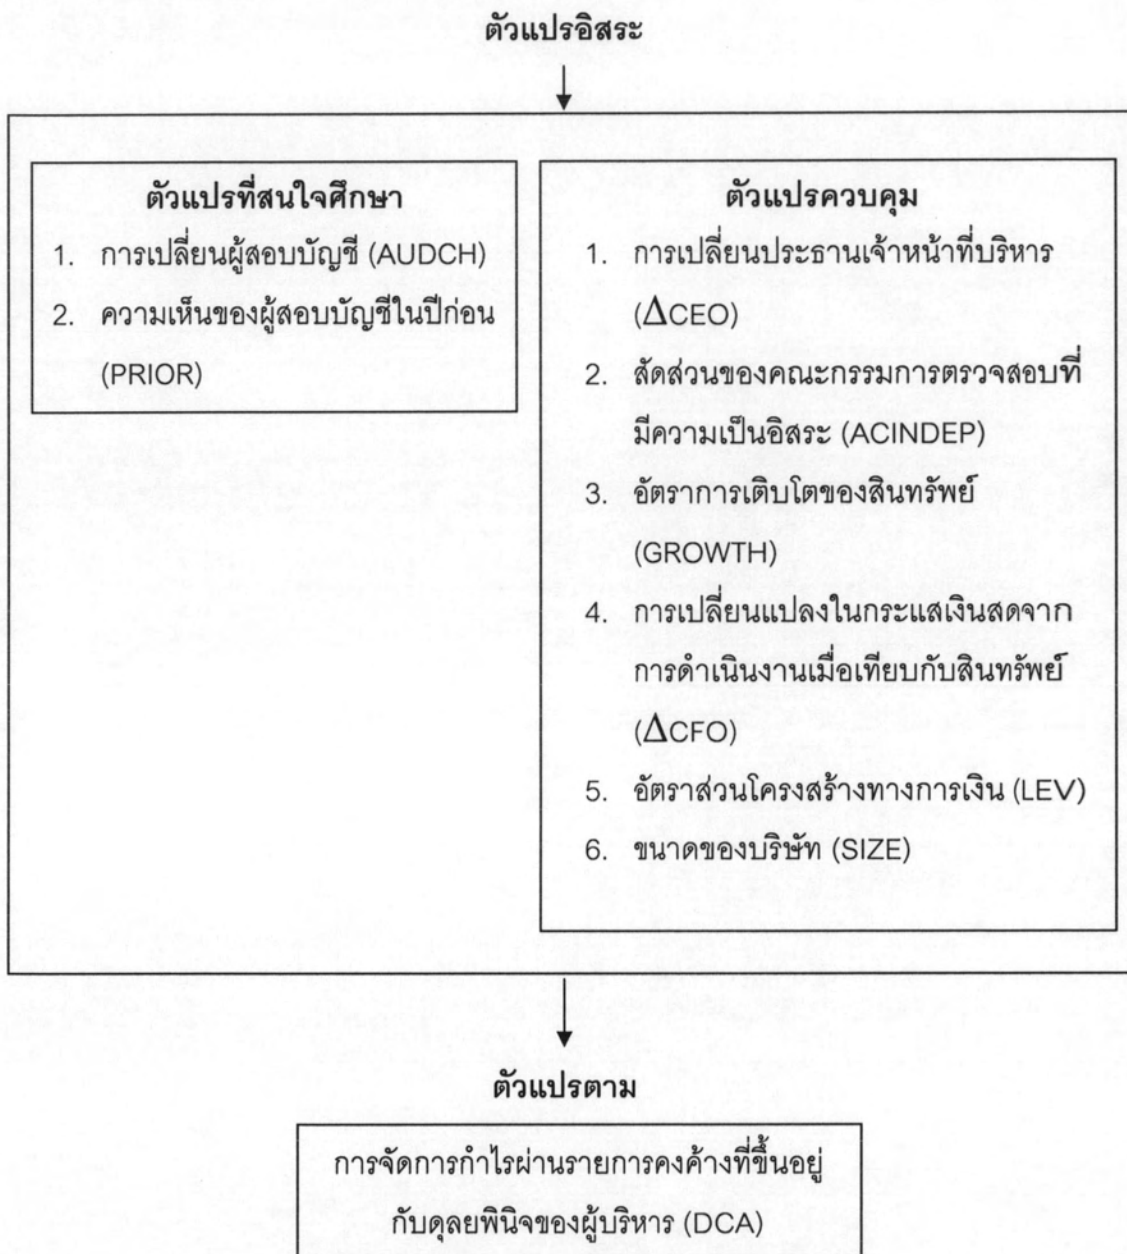 ตัวแปรอิสระ
ตัวแปรที่สนใจศึกษา
1. การเปลี่ยนผู้สอบบัญชี (AUDCH)
2. ความเห็นของผู้สอบบัญชีในปีก่อน
(PRIOR)
ตัวแปรควบคุม
1. การเปลี่ยนประธานเจ้าหน้าที่บริหาร
(ΔCEO)
2. สัดส่วนของคณะกรรมการตรวจสอบที่
มีความเป็นอิสระ (ACINDEP)
3. อัตราการเติบโตของสินทรัพย์
(GROWTH)
4. การเปลี่ยนแปลงในกระแสเงินสดจาก
การดำเนินงานเมื่อเทียบกับสินทรัพย์
(ΔCFO)
5. อัตราส่วนโครงสร้างทางการเงิน (LEV)
6. ขนาดของบริษัท (SIZE)
ตัวแปรตาม
การจัดการกำไรผ่านรายการคงค้างที่ขึ้นอยู่
กับดุลยพินิจของผู้บริหาร (DCA)